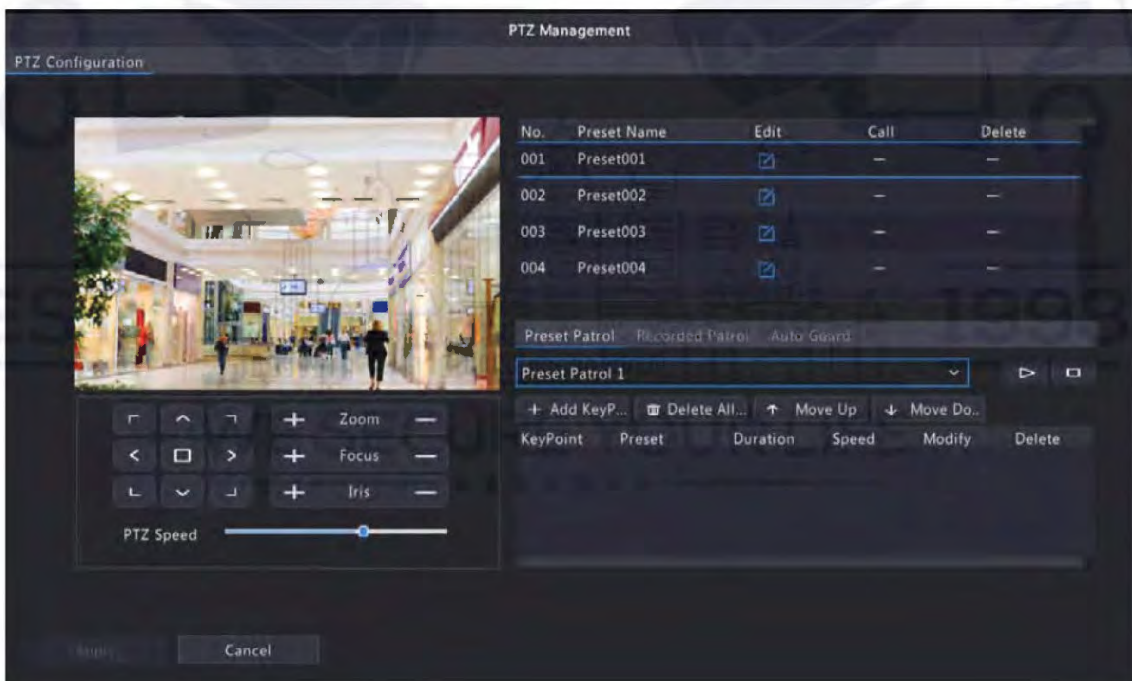 PTZ Management
PTZ Configuration
No. Preset Name Edit Call Delete
001 Preset001 — —
002 Preset002 — —
003 Preset003 — —
004 Preset004 — —
Preset Patrol Recorded Patrol Auto Guard
Preset Patrol 1
Add KeyP... Delete All... Move Up Move Do..
KeyPoint Preset Duration Speed Modify Delete
Zoom
Focus
Iris
PTZ Speed
Apply Cancel
1998